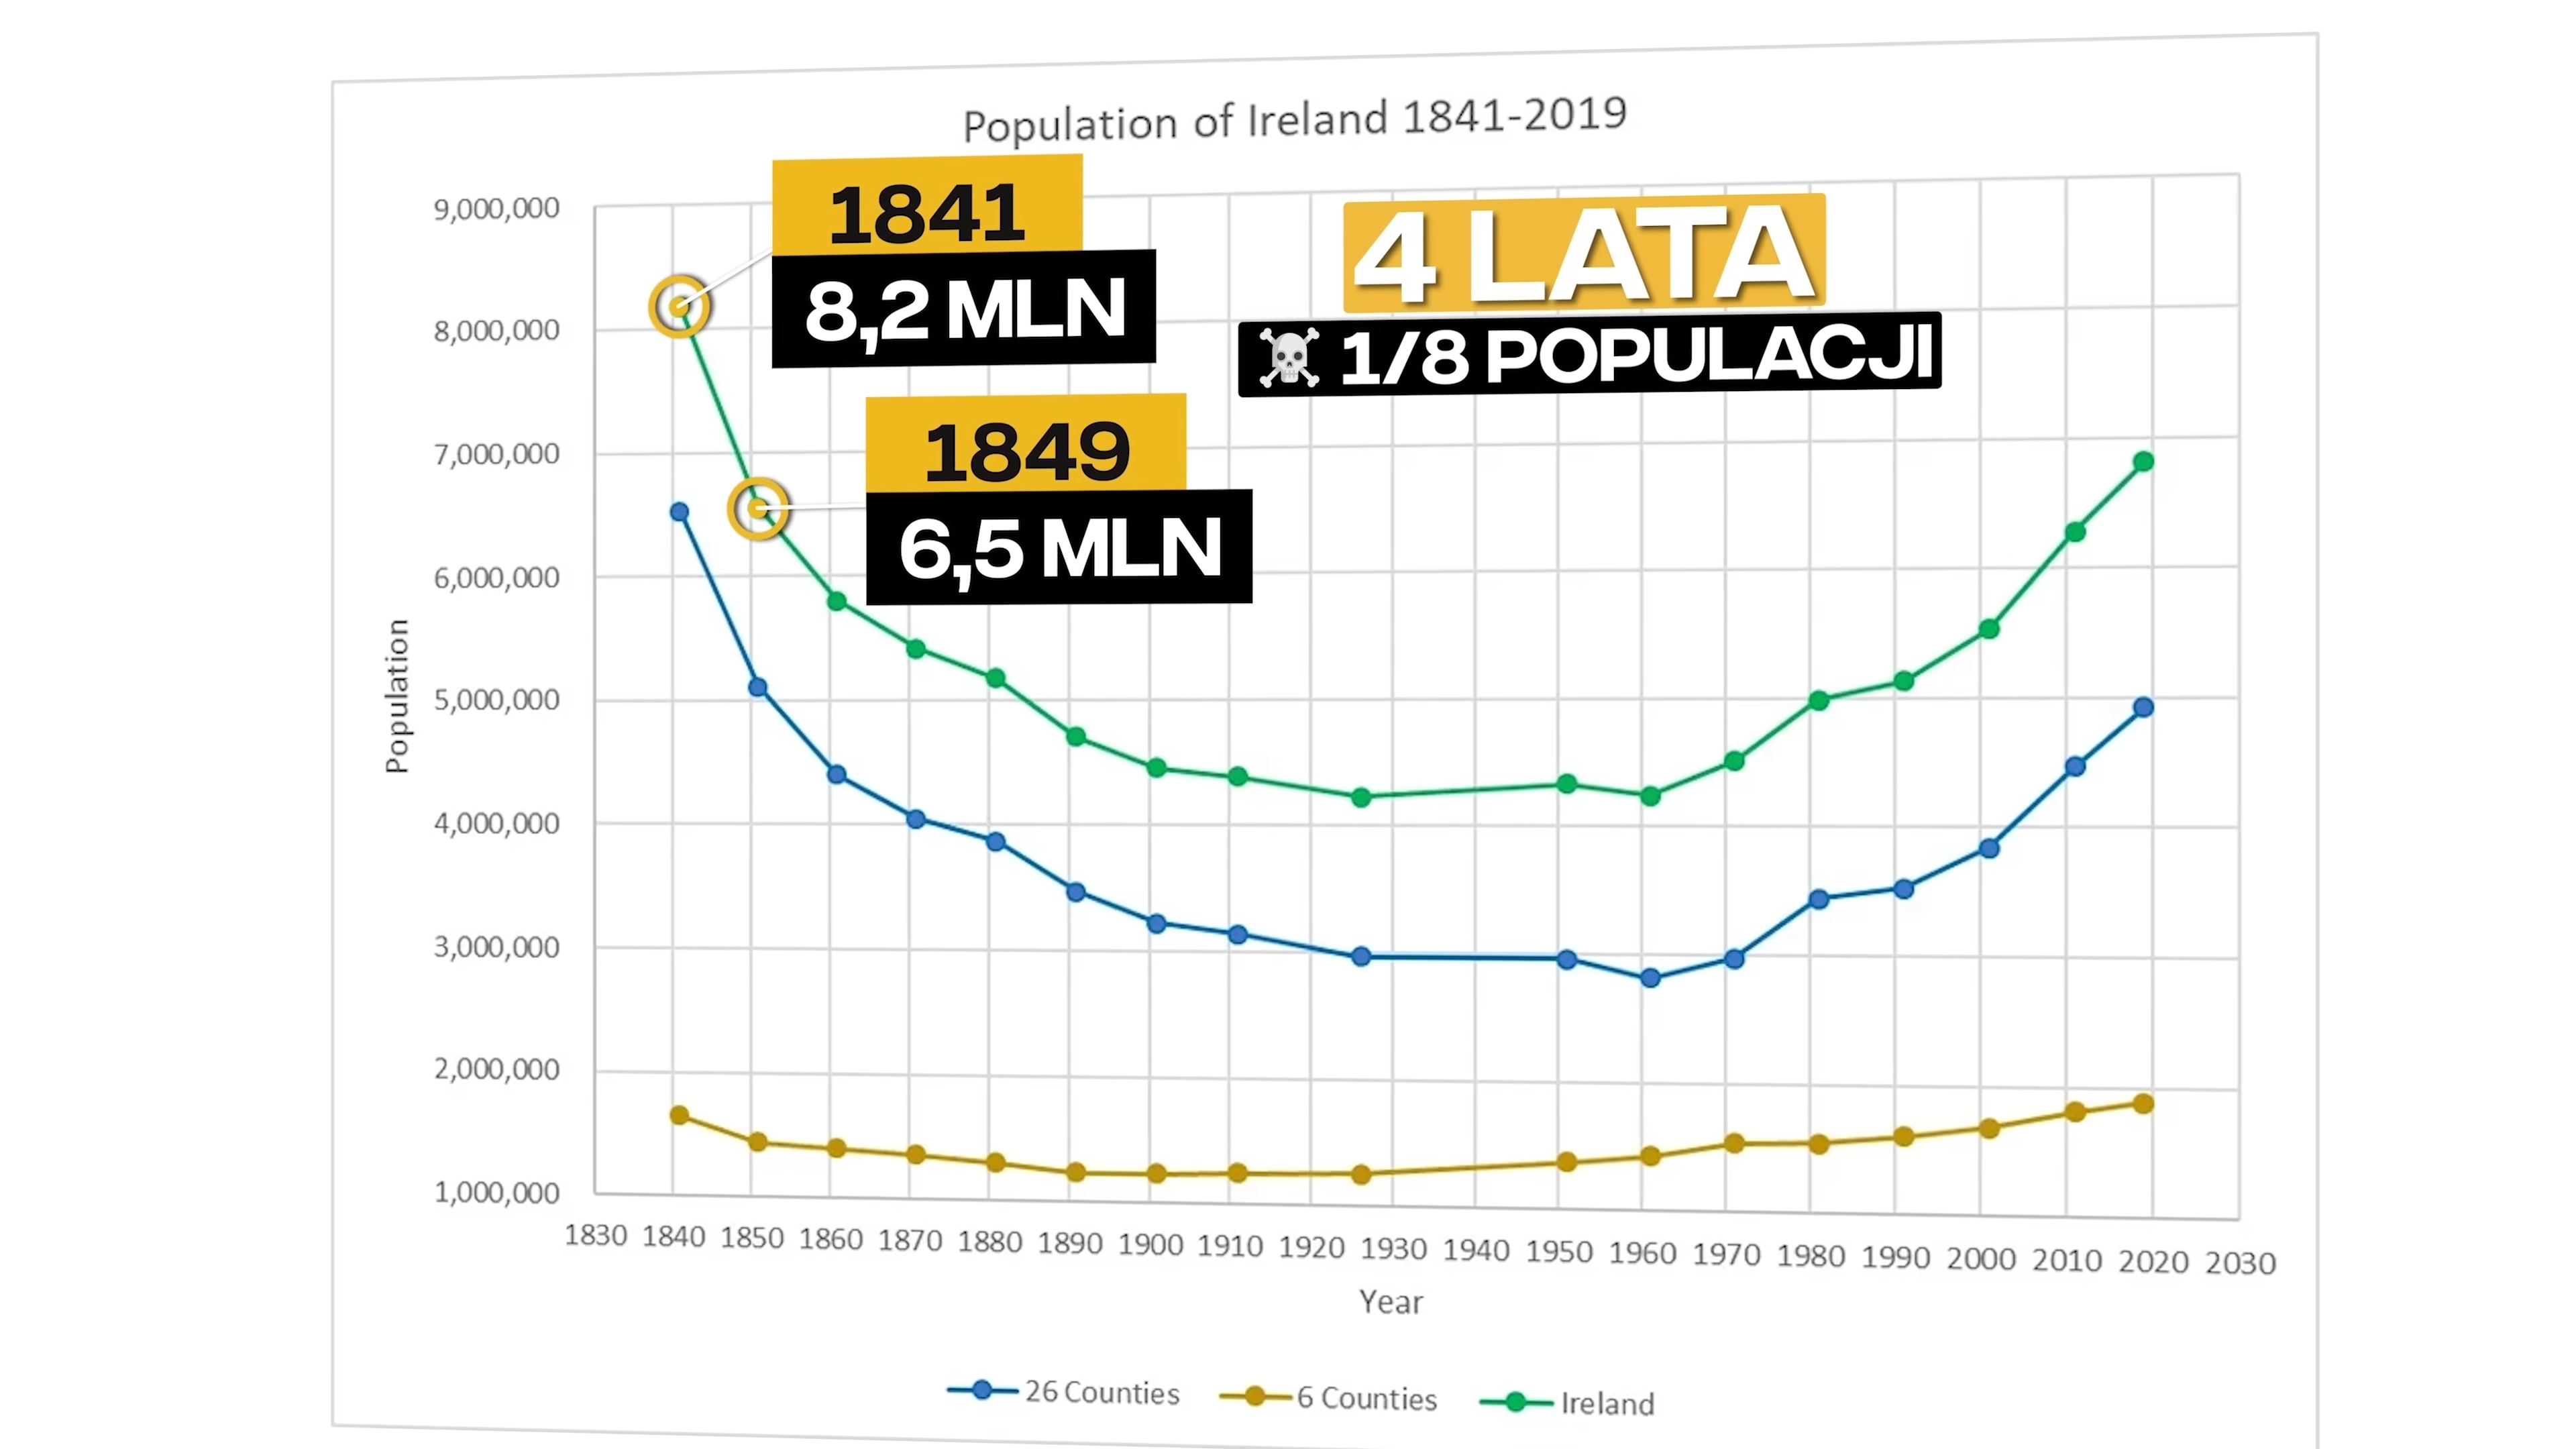 Population of Ireland 1841-2019
1841
8,2 MLN
4 LATA
☠ 1/8 POPULACJI
1849
6,5 MLN
Population
9,000,000
8,000,000
7,000,000
6,000,000
5,000,000
4,000,000
3,000,000
2,000,000
1,000,000
1830 1840 1850 1860 1870 1880 1890 1900 1910 1920 1930 1940 1950 1960 1970 1980 1990 2000 2010 2020 2030
Year
26 Counties 6 Counties Ireland